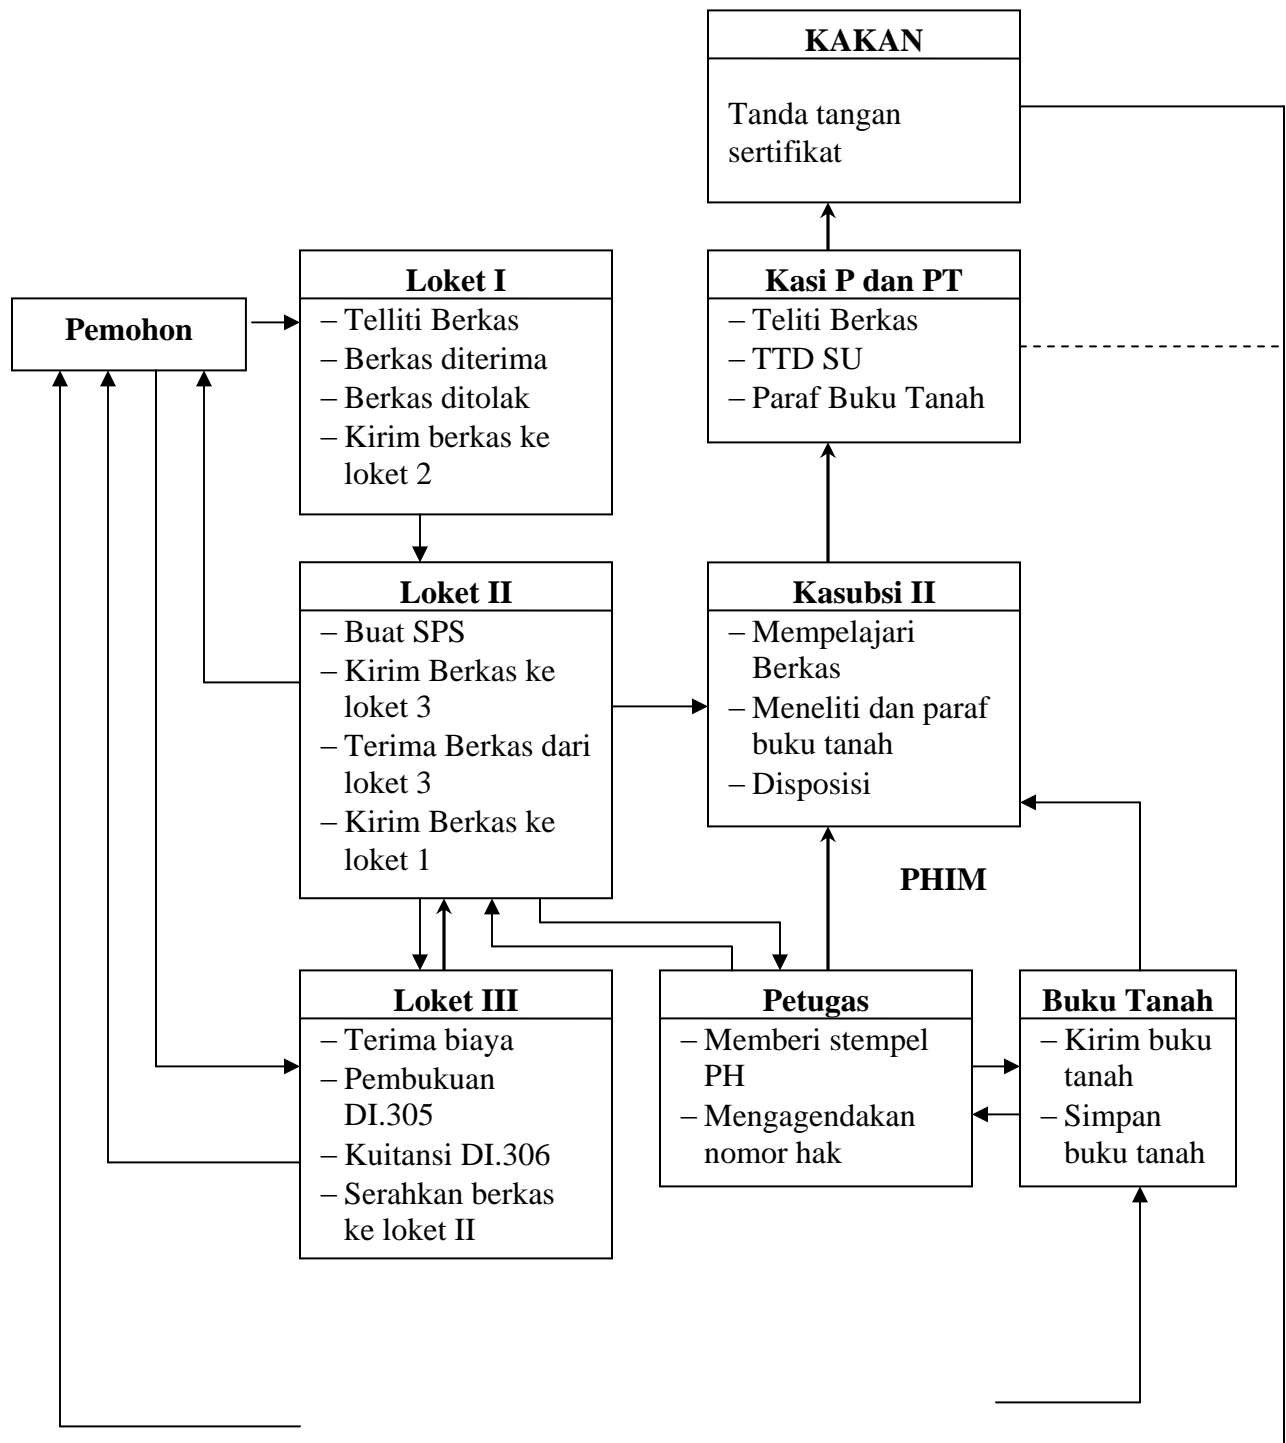 KAKAN
Tanda tangan
sertifikat
Loket I
– Telliti Berkas
– Berkas diterima
– Berkas ditolak
– Kirim berkas ke
loket 2
Kasi P dan PT
– Teliti Berkas
– TTD SU
– Paraf Buku Tanah
Pemohon
Loket II
– Buat SPS
– Kirim Berkas ke
loket 3
– Terima Berkas dari
loket 3
– Kirim Berkas ke
loket 1
Kasubsi II
– Mempelajari
Berkas
– Meneliti dan paraf
buku tanah
– Disposisi
PHIM
Loket III
– Terima biaya
– Pembukuan
DI.305
– Kuitansi DI.306
– Serahkan berkas
ke loket II
Petugas
– Memberi stempel
PH
– Mengagendakan
nomor hak
Buku Tanah
– Kirim buku
tanah
– Simpan
buku tanah